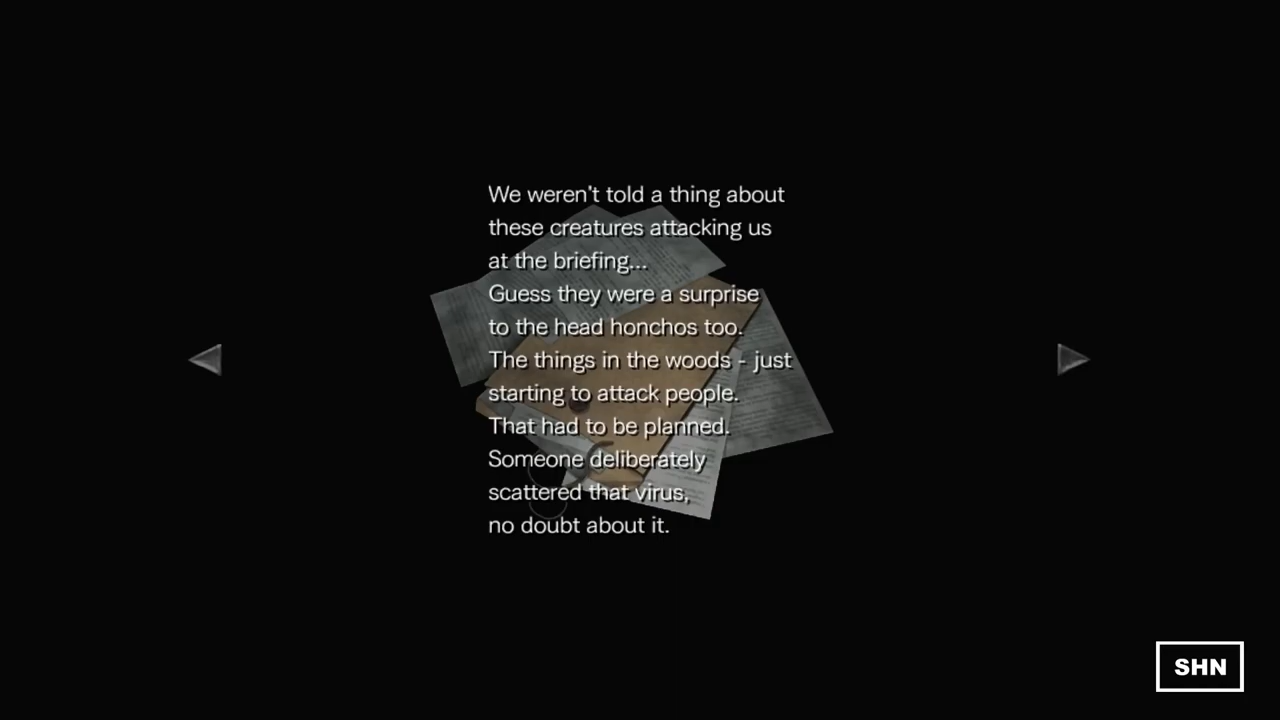 We weren't told a thing about
these creatures attacking us
at the briefing...
Guess they were a surprise
to the head honchos too.
The things in the woods - just
starting to attack people.
That had to be planned.
Someone deliberately
scattered that virus,
no doubt about it.
SHN